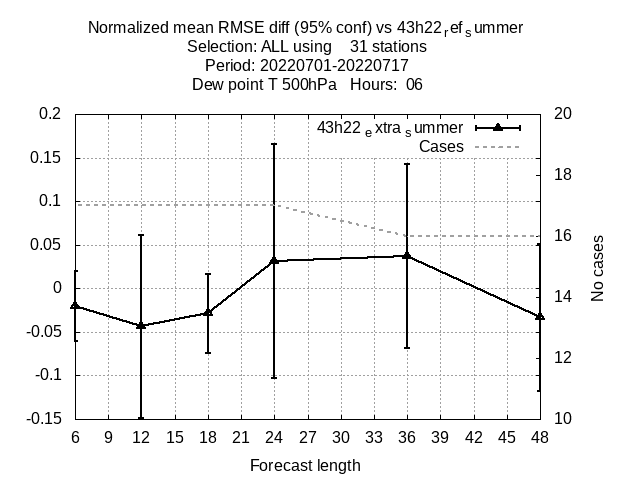 Normalized mean RMSE diff (95% conf) vs 43h22refsummer
Selection: ALL using 31 stations
Period: 20220701-20220717
Dew point T 500hPa Hours: 06
0.2
0.15
0.1
0.05
0
-0.05
-0.1
-0.15
43h22extrasummer
Cases
20
18
16
14
12
10
No cases
6 9 12 15 18 21 24 27 30 33 36 39 42 45 48
Forecast length